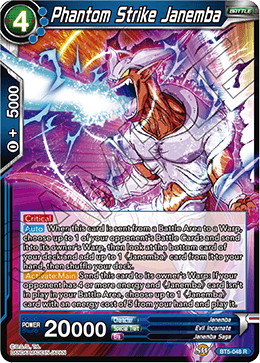 4
Phantom Strike Janemba
BATTLE
+ 5000
Critical
Auto When this card is sent from a Battle Area to a Warp,
choose up to 1 of your opponent's Battle Cards and send
it to its owner's Warp, then look at the bottom card of
your deck and add up to 1 《Janemba》 card from it to your
hand, then shuffle your deck.
Activate Main Send this card to its owner's Warp: If your
opponent has 4 or more energy and 《Janemba》 card isn't
in play in your Battle Area, choose up to 1 《Janemba》
card with an energy cost of 5 from your hand and play it.
POWER
20000
Character
Janemba
Special Trait
Evil Incarnate
Era
Janemba Saga
BT5-048 R